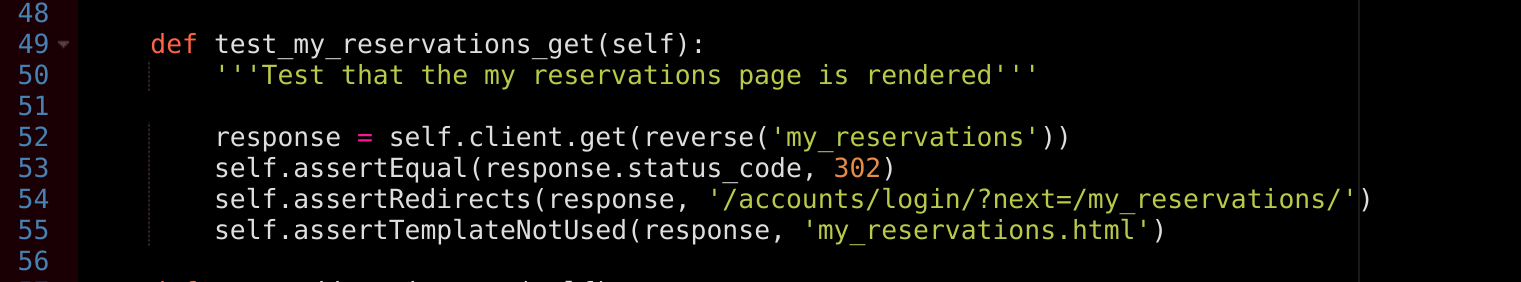 48
49 def test_my_reservations_get(self):
50 '''Test that the my reservations page is rendered'''
51
52 response = self.client.get(reverse('my_reservations'))
53 self.assertEqual(response.status_code, 302)
54 self.assertRedirects(response, '/accounts/login/?next=/my_reservations/')
55 self.assertTemplateNotUsed(response, 'my_reservations.html')
56